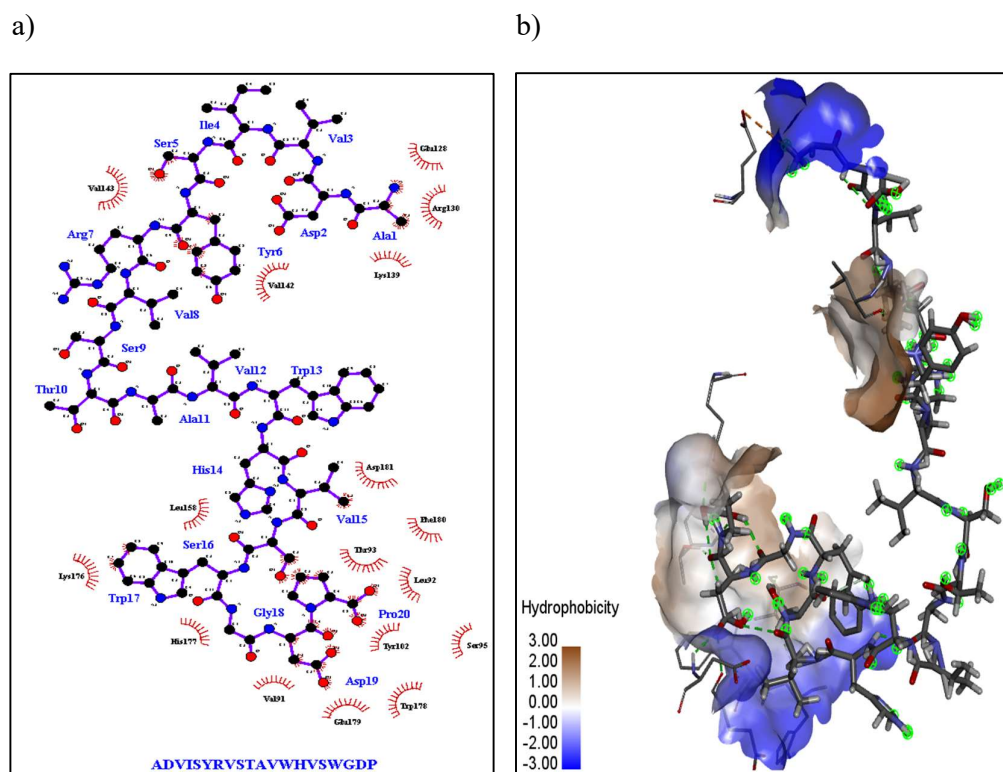 a)
b)
Ile4
Ser5
Val3
Glu128
Val143
Arg130
Arg7
Asp2
Ala1
Tyr6
Lys139
Val142
Val8
Ser9
Thr10
Val12
Trp13
Ala11
His14
Asp181
Leu158
Val15
Phe180
Ser16
Thr93
Lys176
Leu92
Trp17
Gly18
Pro20
His177
Tyr102
Ser95
Asp19
Val91
Trp178
Glu179
ADVISYRVSTAVWHVSWGDP
Hydrophobicity
3.00
2.00
1.00
0.00
-1.00
-2.00
-3.00